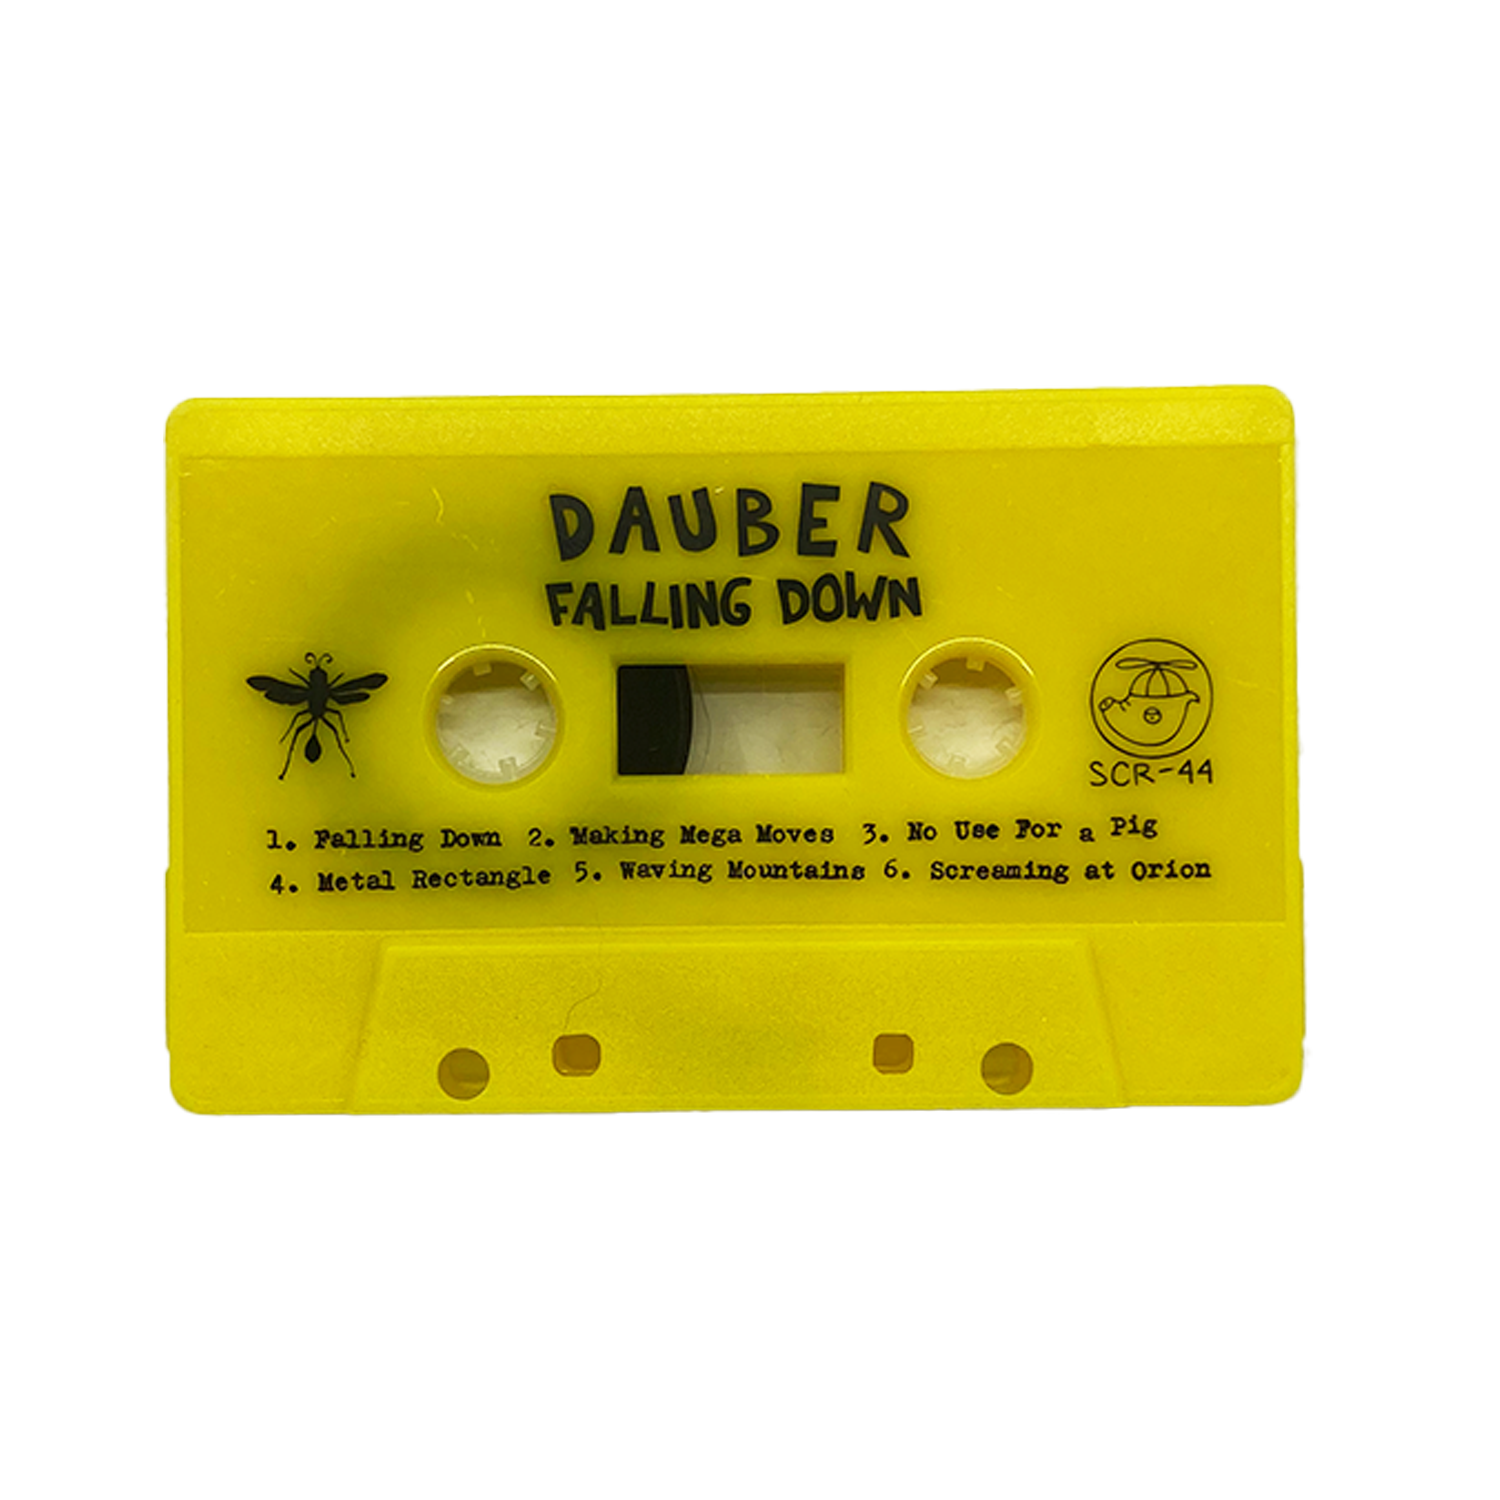 DAUBER
FALLING DOWN
SCR-44
1. Falling Down 2. Making Mega Moves 3. No Use For a Pig
4. Metal Rectangle 5. Waving Mountains 6. Screaming at Orion